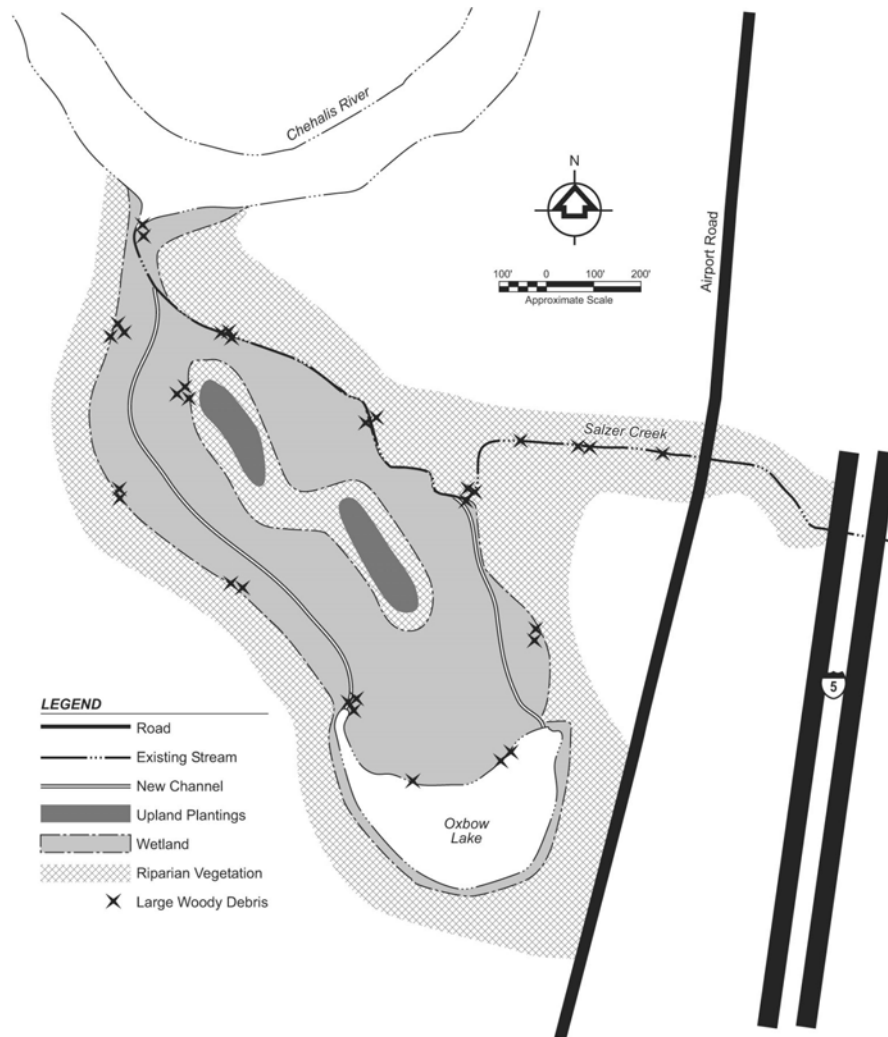 Chehalis River
N
100' 0 100' 200'
Approximate Scale
Airport Road
Salzer Creek
5
LEGEND
Road
Existing Stream
New Channel
Upland Plantings
Wetland
Riparian Vegetation
Large Woody Debris
Oxbow
Lake